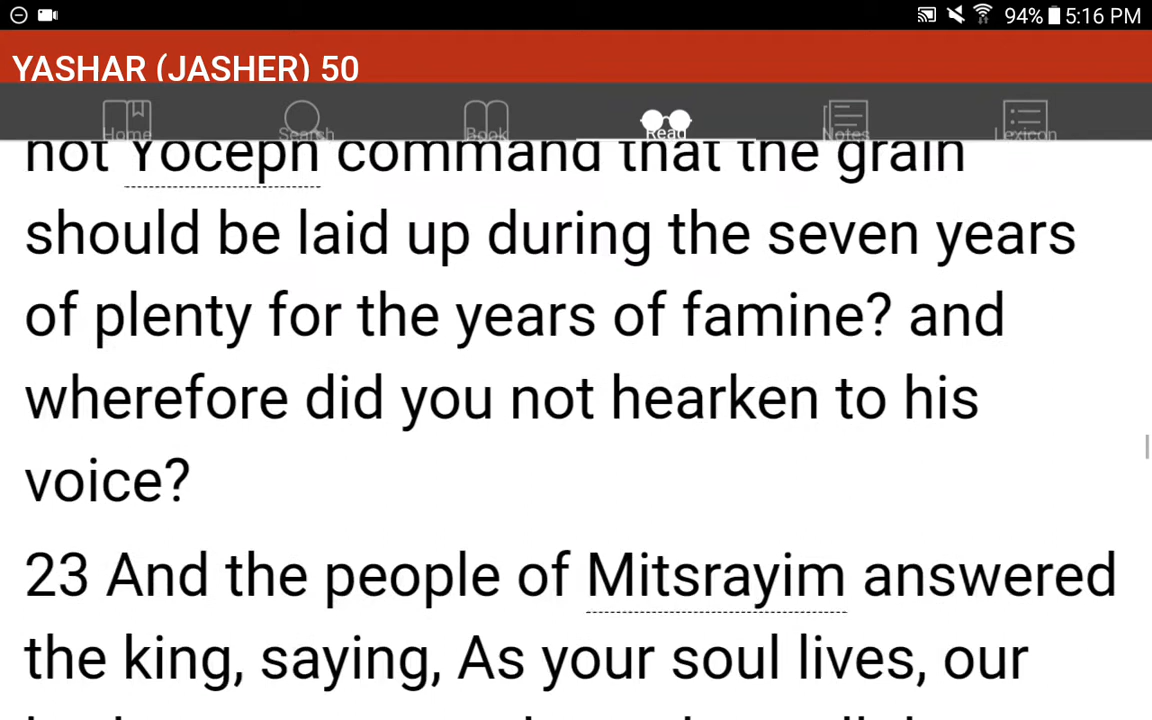 94% 5:16 PM
YASHAR (JASHER) 50
Home Search Book Read Notes Lexicon
not Yoceph command that the grain
should be laid up during the seven years
of plenty for the years of famine? and
wherefore did you not hearken to his
voice?
23 And the people of Mitsrayim answered
the king, saying, As your soul lives, our